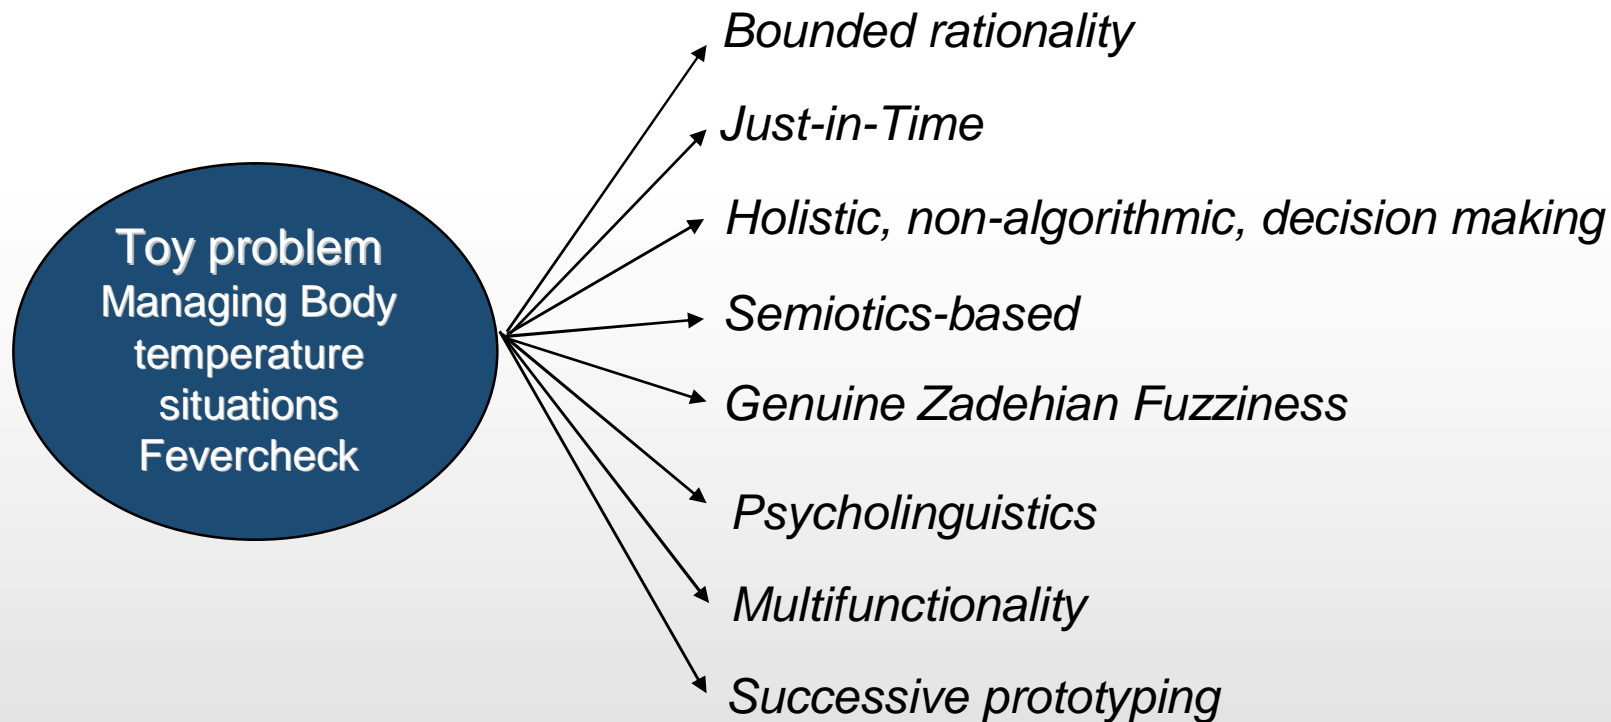 Toy problem
Managing Body
temperature
situations
Fevercheck
Bounded rationality
Just-in-Time
Holistic, non-algorithmic, decision making
Semiotics-based
Genuine Zadehian Fuzziness
Psycholinguistics
Multifunctionality
Successive prototyping